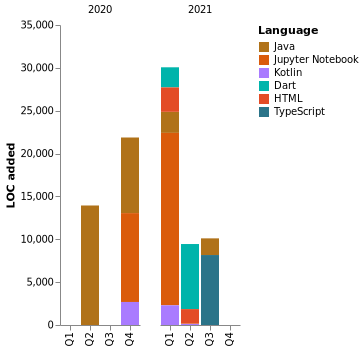 2020 2021
LOC added
35,000
30,000
25,000
20,000
15,000
10,000
5,000
0
Q1 Q2 Q3 Q4 Q1 Q2 Q3 Q4
Language
Java
Jupyter Notebook
Kotlin
Dart
HTML
TypeScript